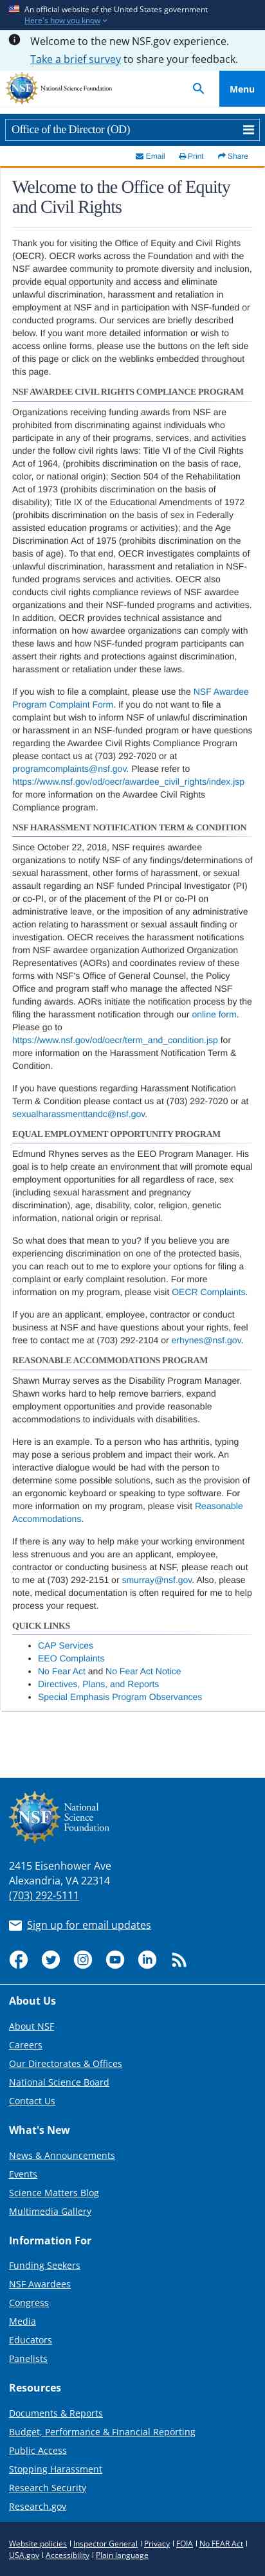 An official website of the United States government
Here's how you know
Welcome to the new NSF.gov experience.
Take a brief survey to share your feedback.
NSF
National Science Foundation
Menu
Office of the Director (OD)
Email Print Share
Welcome to the Office of Equity
and Civil Rights
Thank you for visiting the Office of Equity and Civil Rights
(OECR). OECR works across the Foundation and with the
NSF awardee community to promote diversity and inclusion,
provide equal access for persons with disabilities and
eliminate unlawful discrimination, harassment and retaliation in
employment at NSF and in participation with NSF-funded or
conducted programs. Our services are briefly described
below. If you want more detailed information or wish to
access online forms, please use the buttons on the left side
of this page or click on the weblinks embedded throughout
this page.
NSF AWARDEE CIVIL RIGHTS COMPLIANCE PROGRAM
Organizations receiving funding awards from NSF are
prohibited from discriminating against persons who
participate in any way in the services, programs, or activities
under the following civil rights laws: Title VI of the Civil Rights
Act of 1964, (prohibits discrimination on the basis of race,
color, or national origin); Section 504 of the Rehabilitation
Act of 1973 (prohibits discrimination on the basis of
disability); Title IX of the Educational Amendments of 1972
(prohibits discrimination on the basis of sex in Federally
assisted education programs or activities); and the Age
Discrimination Act of 1975 (prohibits discrimination on the
basis of age). To that end, OECR investigates complaints of
unlawful discrimination, harassment and retaliation in our
NSF-funded programs and activities. OECR also
conducts civil rights compliance reviews of NSF awardee
organizations and their NSF-funded programs and activities.
In addition, OECR provides technical assistance and
information on how awardee organizations can comply with
these laws and how program participants can assert their
rights and protections against discrimination,
harassment or retaliation under these laws.
If you wish to file a complaint, please use the NSF Awardee
Program Complaint Form. If you do not want to file a
complaint but wish to inform NSF of unlawful discrimination
or harassment in an NSF-funded program or have questions
regarding the Awardee Civil Rights Compliance Program
please contact us at (703) 292-7020 or at
programcomplaints@nsf.gov. Please refer to
https://www.nsf.gov/od/oecr/awardee_civil_rights/index.jsp
for more information on the Awardee Civil Rights
Compliance program.
NSF HARASSMENT NOTIFICATION TERM & CONDITION
Since October 22, 2018, NSF requires awardee
organizations to notify NSF of any findings/determinations of
sexual harassment, other forms of harassment, or sexual
assault regarding an NSF funded Principal Investigator (PI)
or co-PI, or of the placement of the PI or co-PI on
administrative leave, or the imposition of any administrative
action relating to harassment or sexual assault finding or
investigation. OECR receives the harassment notifications
from NSF awardee organization Authorized Organization
Representatives (AORs) and coordinates review of these
forms with NSF's Office of General Counsel, the Policy
Office and program staff who manage the affected NSF
funding awards. AORs initiate the notification process by
filing the harassment notification through our online form.
Please go to
https://www.nsf.gov/od/oecr/term_and_condition.jsp for
more information on the Harassment Notification Term &
Condition.
If you have questions regarding Harassment Notification
Term & Condition please contact us at (703) 292-7020 or at
sexualharassmenttandc@nsf.gov.
EQUAL EMPLOYMENT OPPORTUNITY PROGRAM
Edmund Rhynes serves as the EEO Program Manager. His
goal is to help create an environment that will promote equal
employment opportunities for all regardless of race, sex
(including sexual harassment and pregnancy
discrimination), age, disability, color, religion, genetic
information, national origin or reprisal.
So what does that mean to you? If you believe you are
experiencing discrimination on one of the protected basis,
you can reach out to me to explore your options for filing a
complaint or early complaint resolution. For more
information on my program, please visit OECR Complaints.
If you are an applicant, employee, contractor or conduct
business at NSF and have questions about your rights, feel
free to contact me at (703) 292-2104 or erhynes@nsf.gov.
REASONABLE ACCOMMODATIONS PROGRAM
Shawn Murray serves as the Disability Program Manager.
Shawn works hard to help remove barriers, expand
employment opportunities and provide reasonable
accommodations to individuals with disabilities.
Here is an example. To a person who has arthritis, typing
may pose a serious problem and impact their work. An
interactive dialogue would be had with the employee to
determine some possible solutions, such as the provision of
an ergonomic keyboard or speaking to type software. For
more information on my program, please visit Reasonable
Accommodations.
If there is any way to help make your working environment
less strenuous and you are an applicant, employee,
contractor or conducting business at NSF, please reach out
to me at (703) 292-2151 or smurray@nsf.gov. Also, please
note, medical documentation is often required for me to help
process your request.
QUICK LINKS
CAP Services
EEO Complaints
No Fear Act and No Fear Act Notice
Directives, Plans, and Reports
Special Emphasis Program Observances
NSF
National
Science
Foundation
2415 Eisenhower Ave
Alexandria, VA 22314
(703) 292-5111
Sign up for email updates
About Us
About NSF
Careers
Our Directorates & Offices
National Science Board
Contact Us
What's New
News & Announcements
Events
Science Matters Blog
Multimedia Gallery
Information For
Funding Seekers
NSF Awardees
Congress
Media
Educators
Panelists
Resources
Documents & Reports
Budget, Performance & Financial Reporting
Public Access
Stopping Harassment
Research Security
Research.gov
Website policies | Inspector General | Privacy | FOIA | No FEAR Act |
USA.gov | Accessibility | Plain language